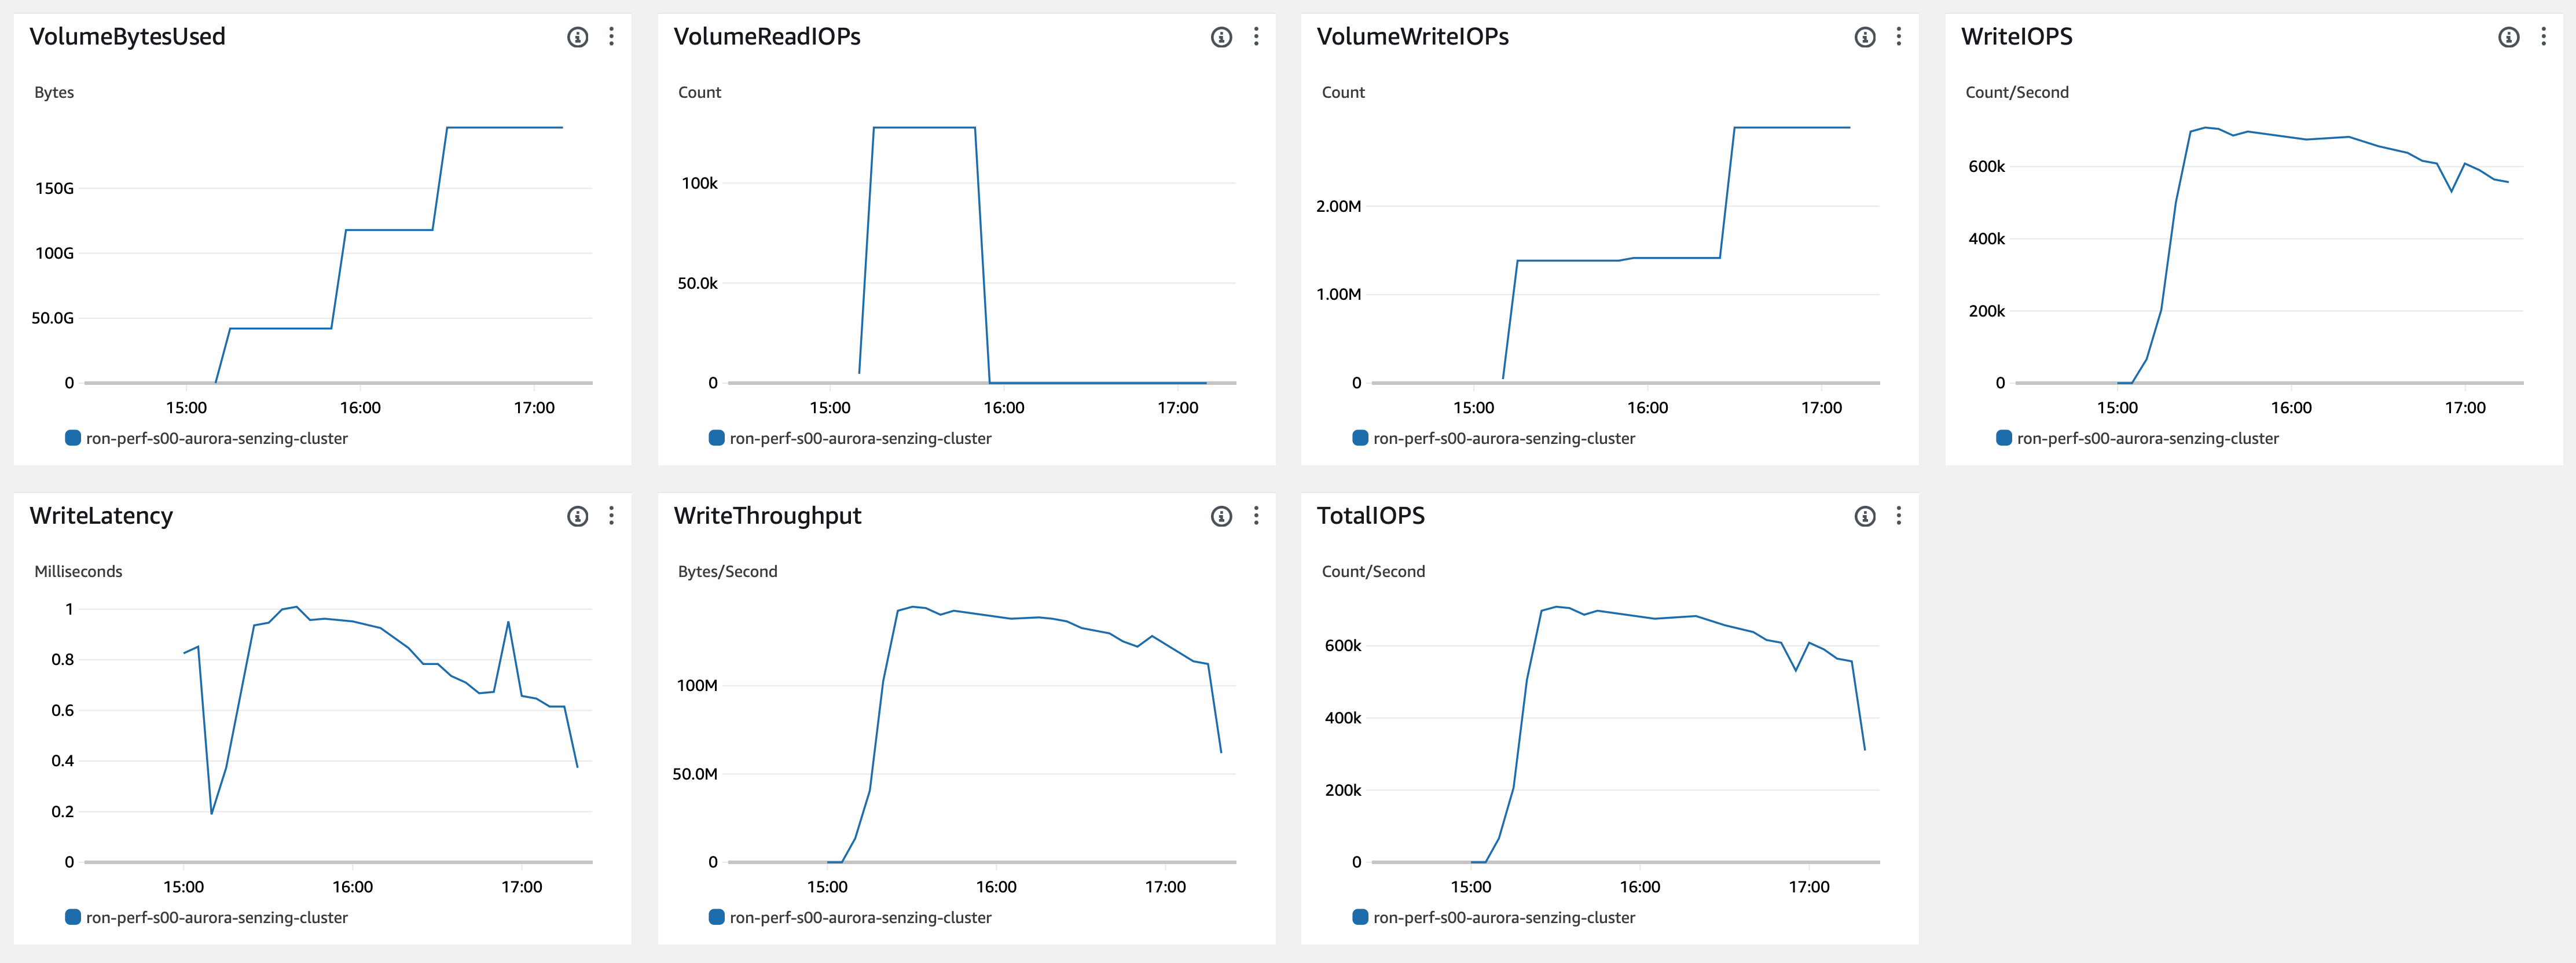 VolumeBytesUsed
Bytes
150G
100G
50.0G
0
15:00 16:00 17:00
ron-perf-s00-aurora-senzing-cluster
VolumeReadIOPs
Count
100k
50.0k
0
15:00 16:00 17:00
ron-perf-s00-aurora-senzing-cluster
VolumeWriteIOPs
Count
2.00M
1.00M
0
15:00 16:00 17:00
ron-perf-s00-aurora-senzing-cluster
WriteIOPS
Count/Second
600k
400k
200k
0
15:00 16:00 17:00
ron-perf-s00-aurora-senzing-cluster
WriteLatency
Milliseconds
1
0.8
0.6
0.4
0.2
0
15:00 16:00 17:00
ron-perf-s00-aurora-senzing-cluster
WriteThroughput
Bytes/Second
100M
50.0M
0
15:00 16:00 17:00
ron-perf-s00-aurora-senzing-cluster
TotalIOPS
Count/Second
600k
400k
200k
0
15:00 16:00 17:00
ron-perf-s00-aurora-senzing-cluster